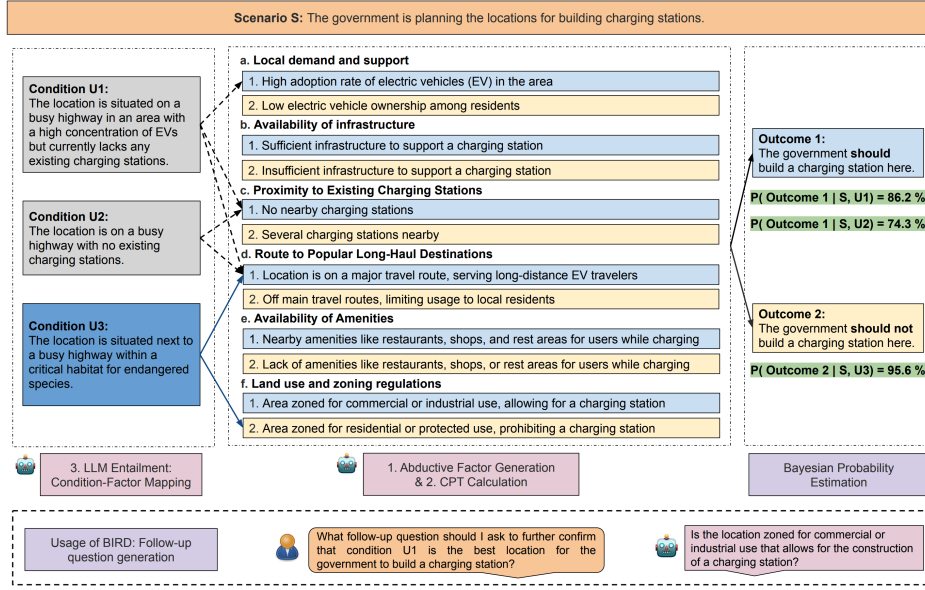 Scenario S: The government is planning the locations for building charging stations.
Condition U1:
The location is situated on a
busy highway in an area with
a high concentration of EVs
but currently lacks any
existing charging stations.
Condition U2:
The location is on a busy
highway with no existing
charging stations.
Condition U3:
The location is situated next to
a busy highway within a
critical habitat for endangered
species.
a. Local demand and support
1. High adoption rate of electric vehicles (EV) in the area
2. Low electric vehicle ownership among residents
b. Availability of infrastructure
1. Sufficient infrastructure to support a charging station
2. Insufficient infrastructure to support a charging station
c. Proximity to Existing Charging Stations
1. No nearby charging stations
2. Several charging stations nearby
d. Route to Popular Long-Haul Destinations
1. Location is on a major travel route, serving long-distance EV travelers
2. Off main travel routes, limiting usage to local residents
e. Availability of Amenities
1. Nearby amenities like restaurants, shops, and rest areas for users while charging
2. Lack of amenities like restaurants, shops, or rest areas for users while charging
f. Land use and zoning regulations
1. Area zoned for commercial or industrial use, allowing for a charging station
2. Area zoned for residential or protected use, prohibiting a charging station
Outcome 1:
The government should
build a charging station here.
P( Outcome 1 | S, U1) = 86.2 %
P( Outcome 1 | S, U2) = 74.3 %
Outcome 2:
The government should not
build a charging station here.
P( Outcome 2 | S, U3) = 95.6 %
3. LLM Entailment:
Condition-Factor Mapping
1. Abductive Factor Generation
& 2. CPT Calculation
Bayesian Probability
Estimation
Usage of BIRD: Follow-up
question generation
What follow-up question should I ask to further confirm
that condition U1 is the best location for the
government to build a charging station?
Is the location zoned for commercial or
industrial use that allows for the construction
of a charging station?